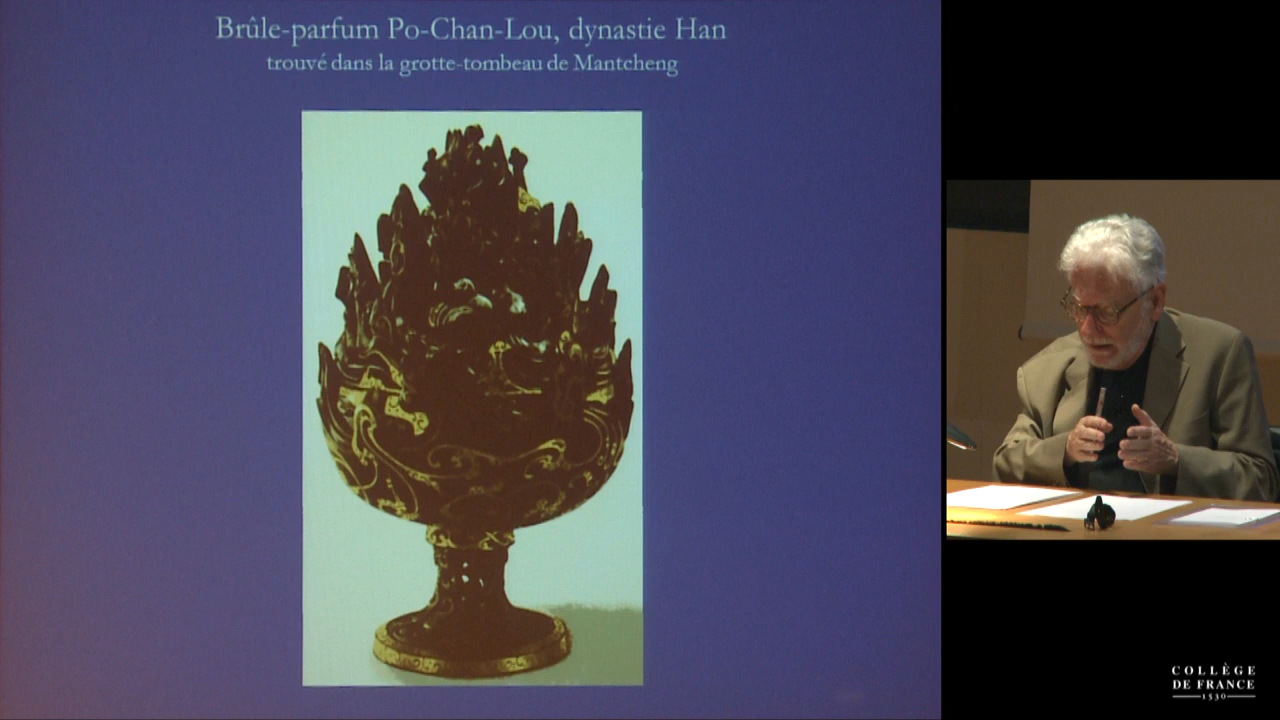 Brûle-parfum Po-Chan-Lou, dynastie Han
trouvé dans la grotte-tombeau de Mantcheng
COLLÈGE
DE FRANCE
1530